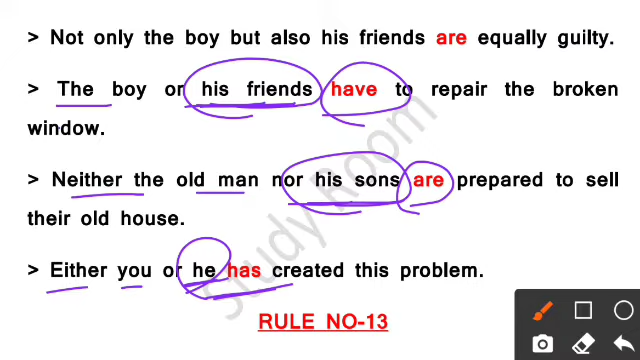 > Not only the boy but also his friends are equally guilty.
> The boy or his friends have to repair the broken
window.
> Neither the old man nor his sons are prepared to sell
their old house.
> Either you or he has created this problem.
Study Room
RULE NO-13